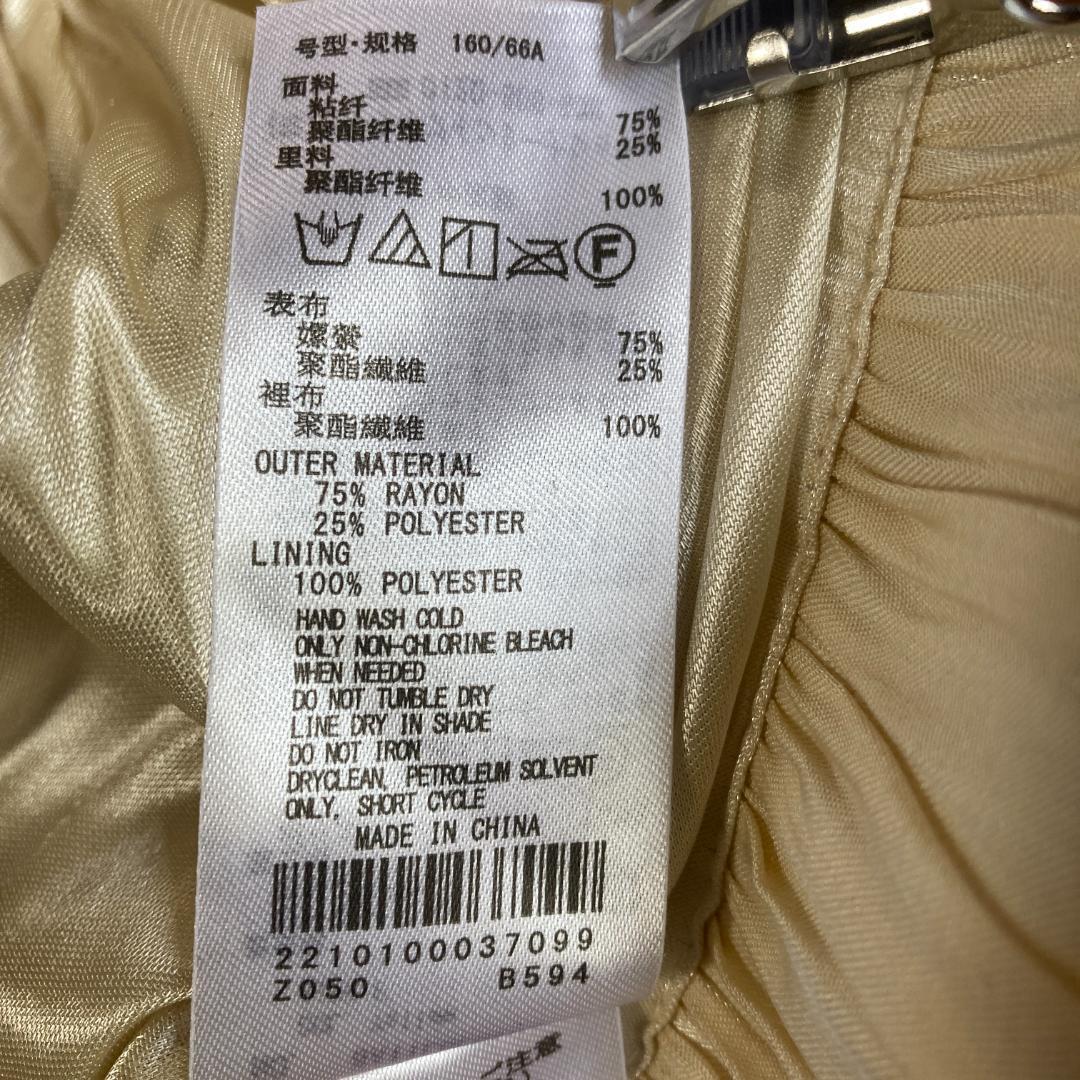 号型·规格 160/66A
面料
粘纤 75%
聚酯纤维 25%
里料
聚酯纤维 100%
F
表布
嫘縈 75%
聚酯纖維 25%
裡布
聚酯纖維 100%
OUTER MATERIAL
75% RAYON
25% POLYESTER
LINING
100% POLYESTER
HAND WASH COLD
ONLY NON-CHLORINE BLEACH
WHEN NEEDED
DO NOT TUMBLE DRY
LINE DRY IN SHADE
DO NOT IRON
DRYCLEAN, PETROLEUM SOLVENT
ONLY, SHORT CYCLE
MADE IN CHINA
2210100037099
Z050 B594
注意